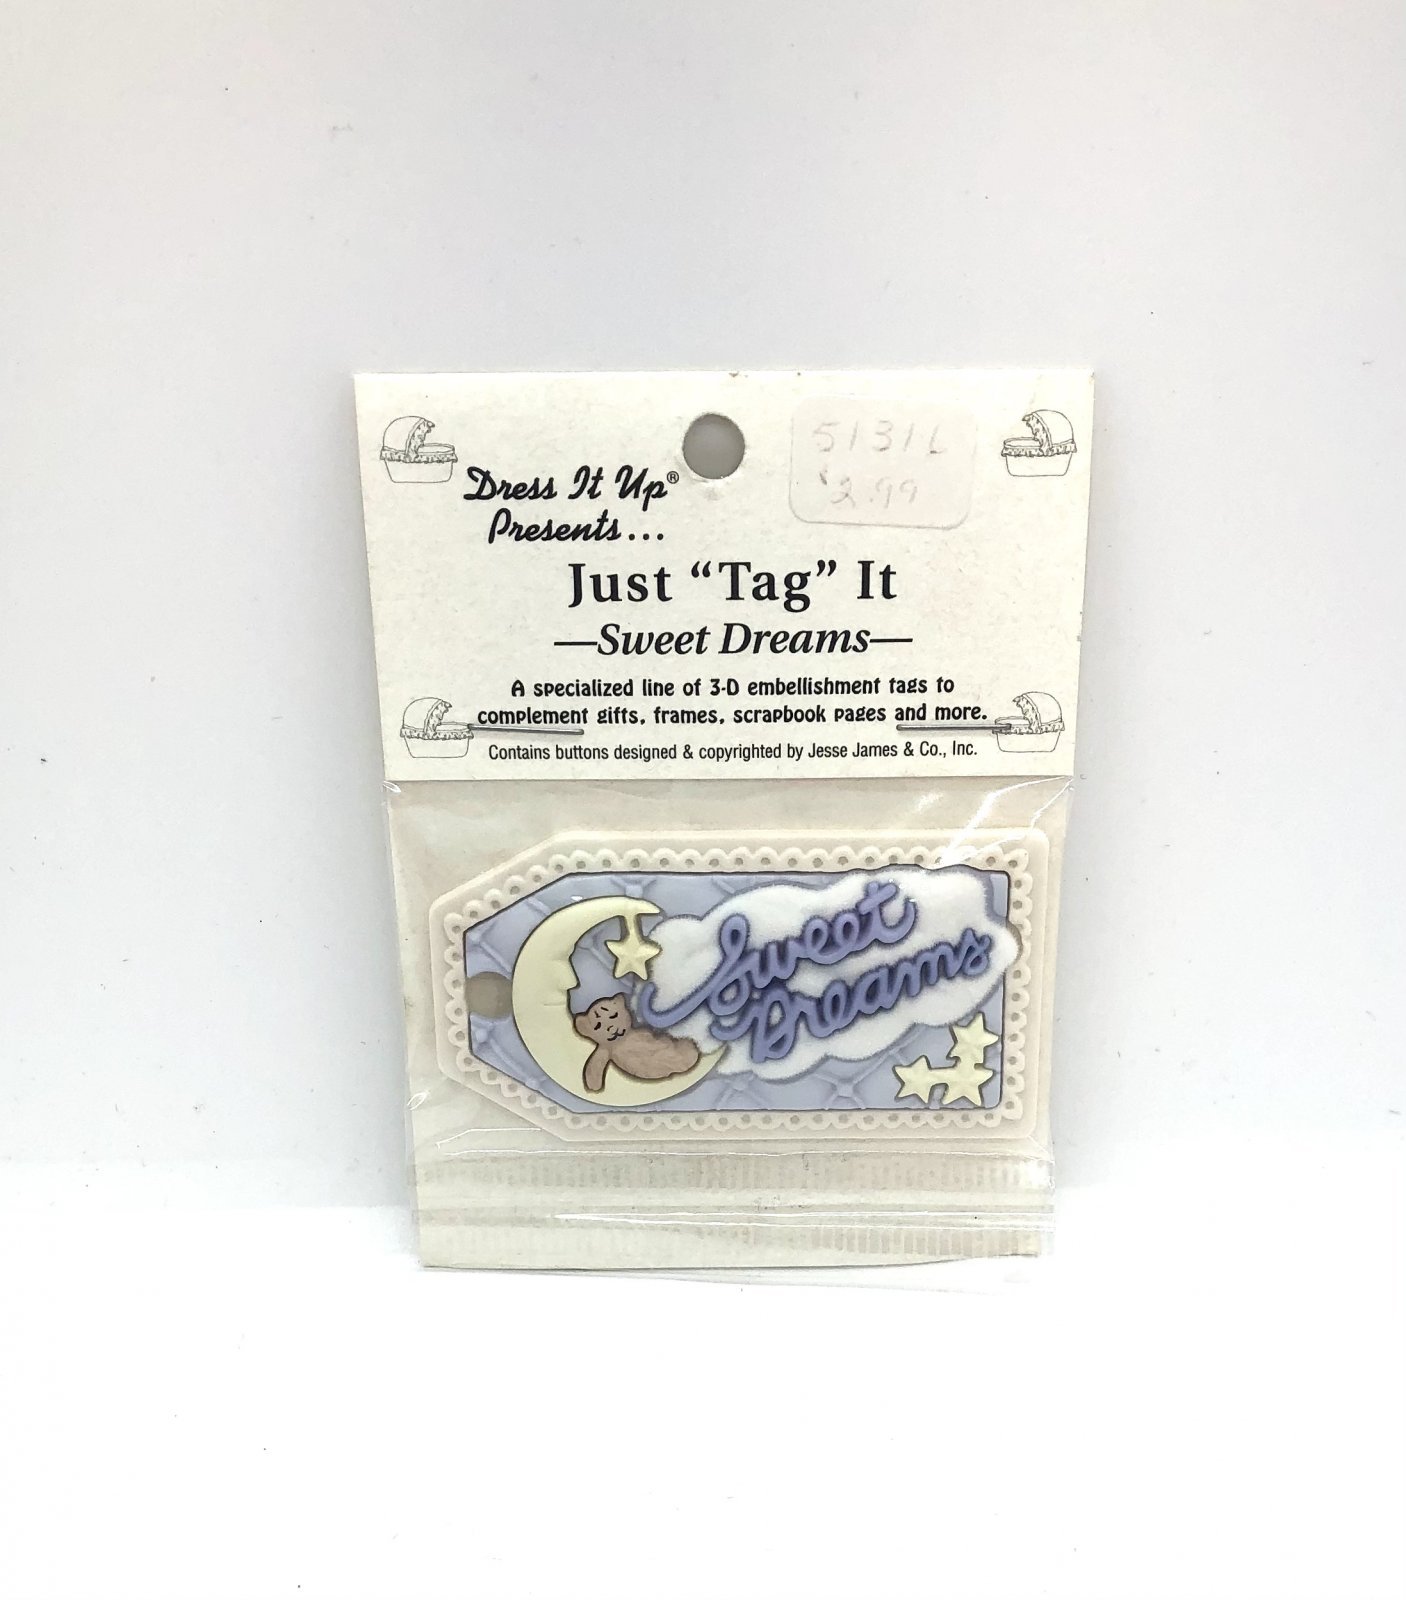 51316
$2.99
Dress It Up®
Presents...
Just “Tag” It
—Sweet Dreams—
A specialized line of 3-D embellishment tags to
complement gifts, frames, scrapbook pages and more.
Contains buttons designed & copyrighted by Jesse James & Co., Inc.
Sweet
Dreams